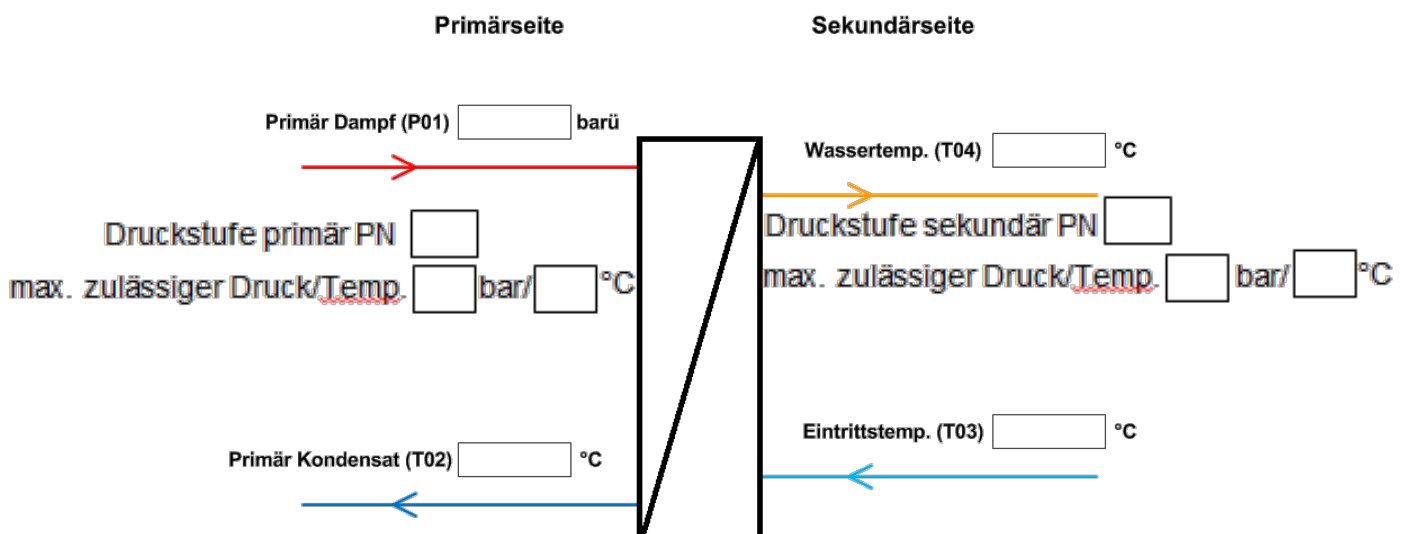 Primärseite
Sekundärseite
Primär Dampf (P01) barü
Wassertemp. (T04) °C
Druckstufe primär PN
max. zulässiger Druck/Temp. bar/ °C
Druckstufe sekundär PN
max. zulässiger Druck/Temp. bar/ °C
Eintrittstemp. (T03) °C
Primär Kondensat (T02) °C